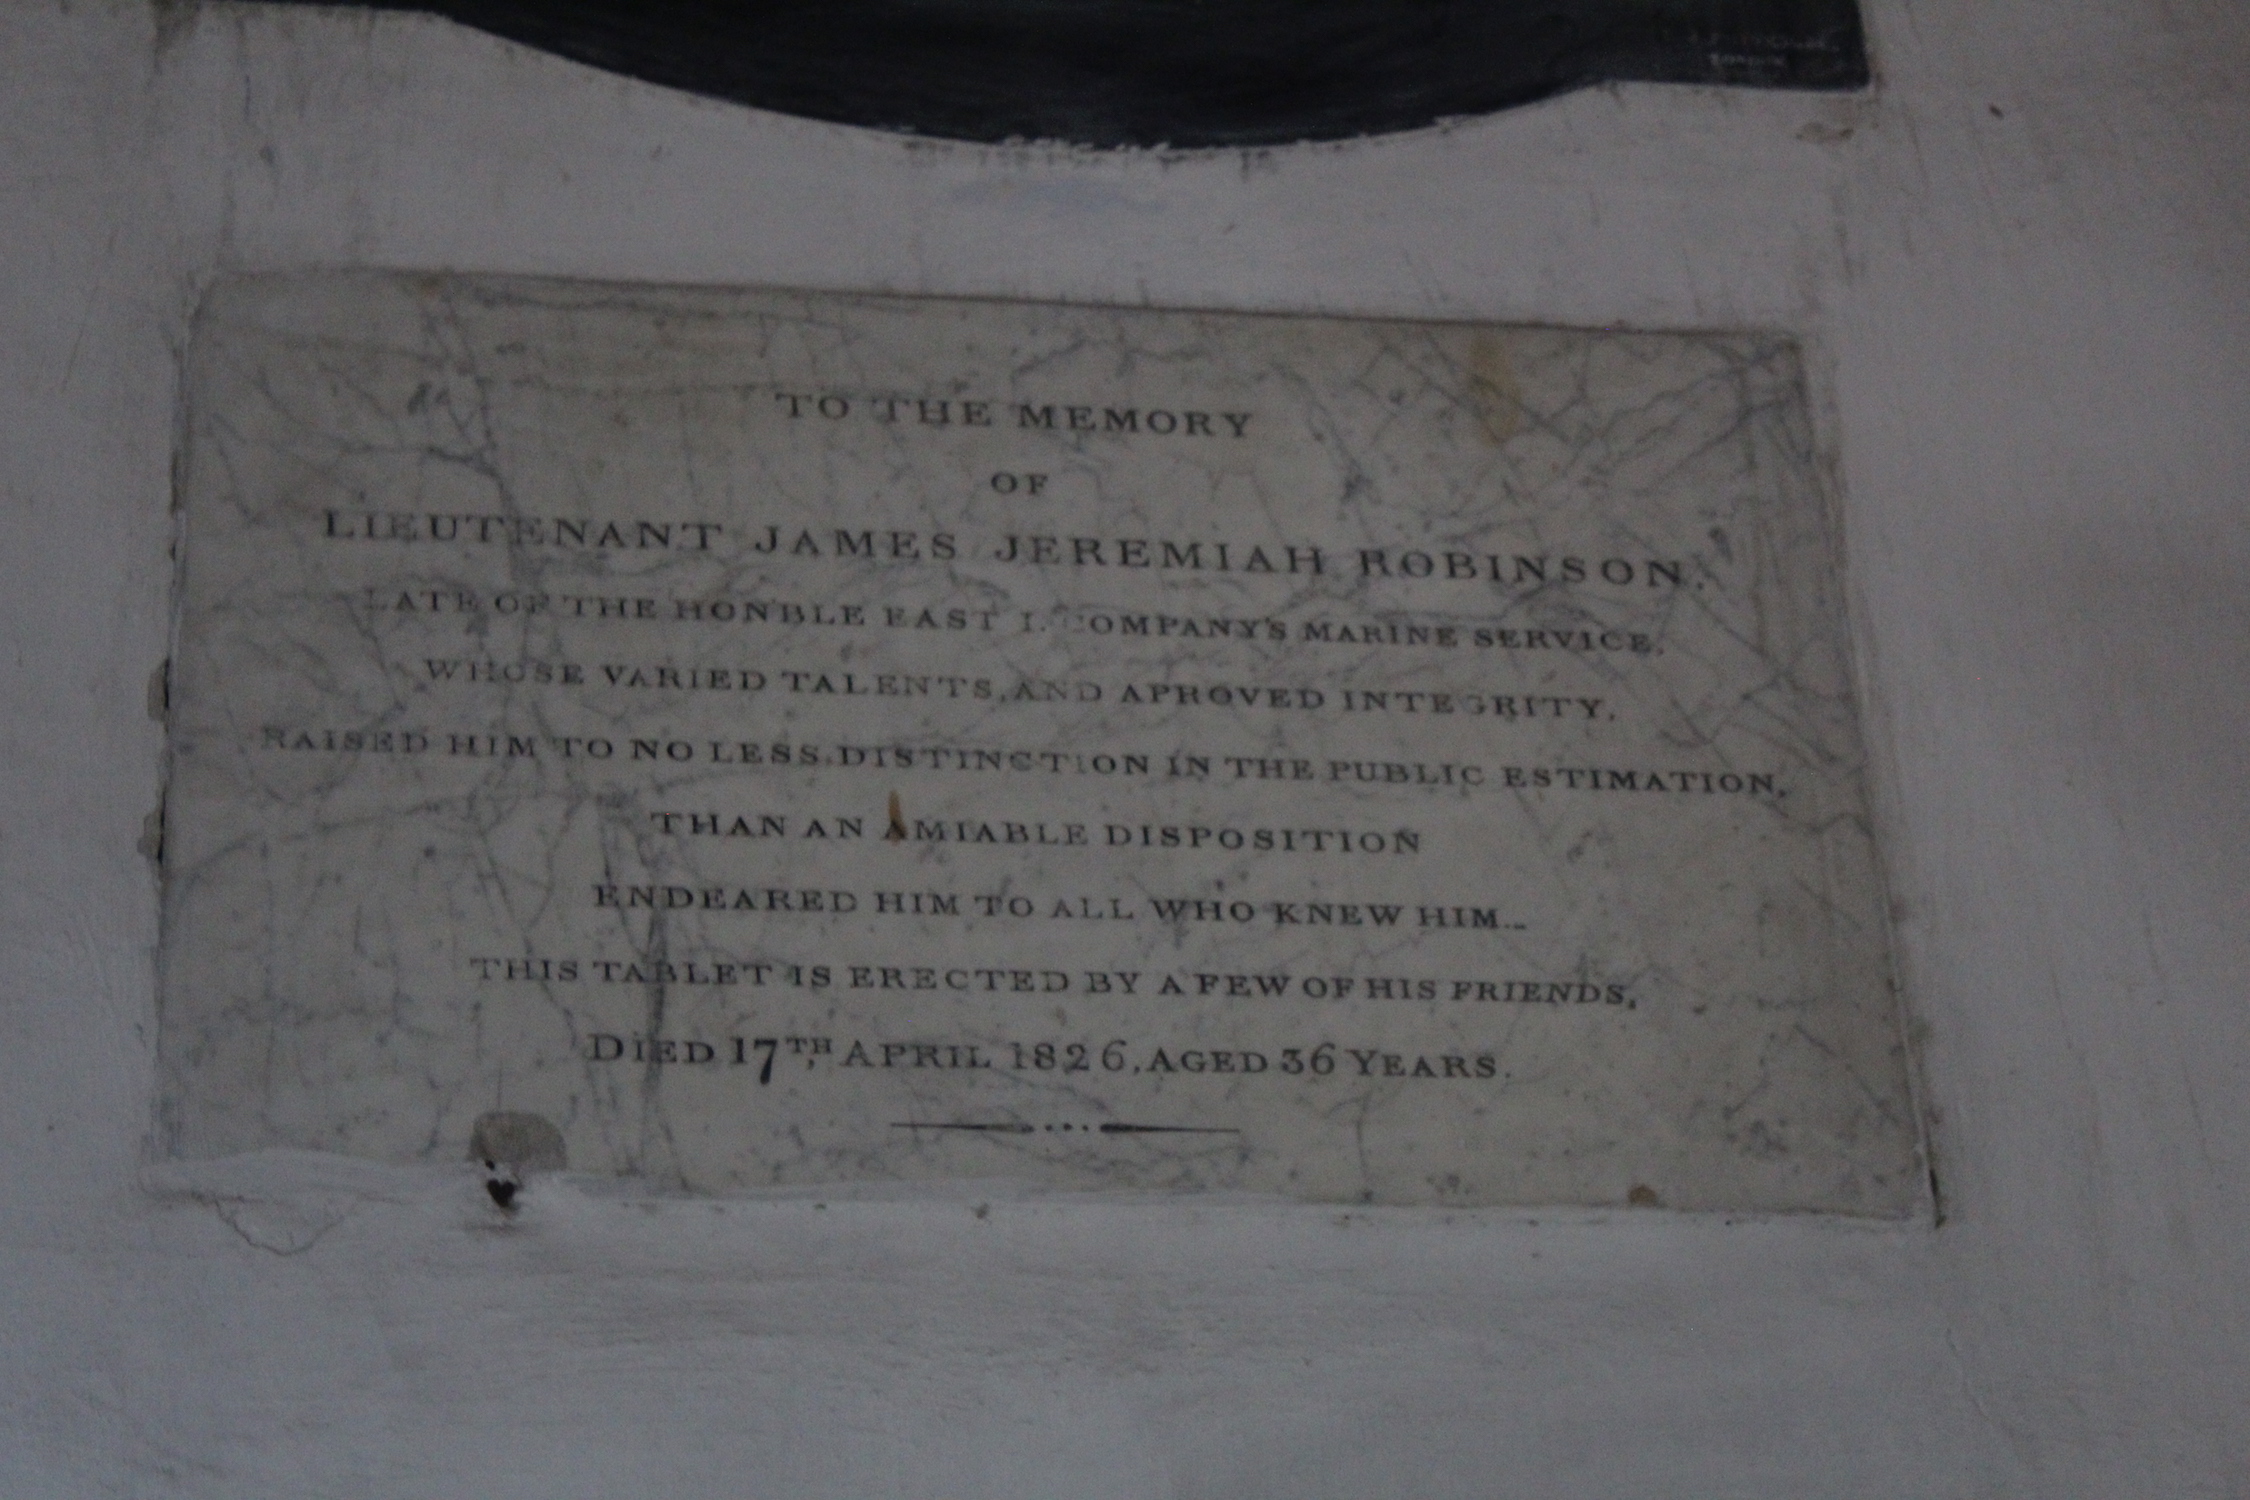 LONDON
TO THE MEMORY
OF
LIEUTENANT JAMES JEREMIAH ROBINSON,
LATE OF THE HONBLE EAST I. COMPANY'S MARINE SERVICE,
WHOSE VARIED TALENTS, AND APROVED INTEGRITY,
RAISED HIM TO NO LESS DISTINCTION IN THE PUBLIC ESTIMATION,
THAN AN AMIABLE DISPOSITION
ENDEARED HIM TO ALL WHO KNEW HIM._
THIS TABLET IS ERECTED BY A FEW OF HIS FRIENDS,
DIED 17TH, APRIL 1826, AGED 36 YEARS.